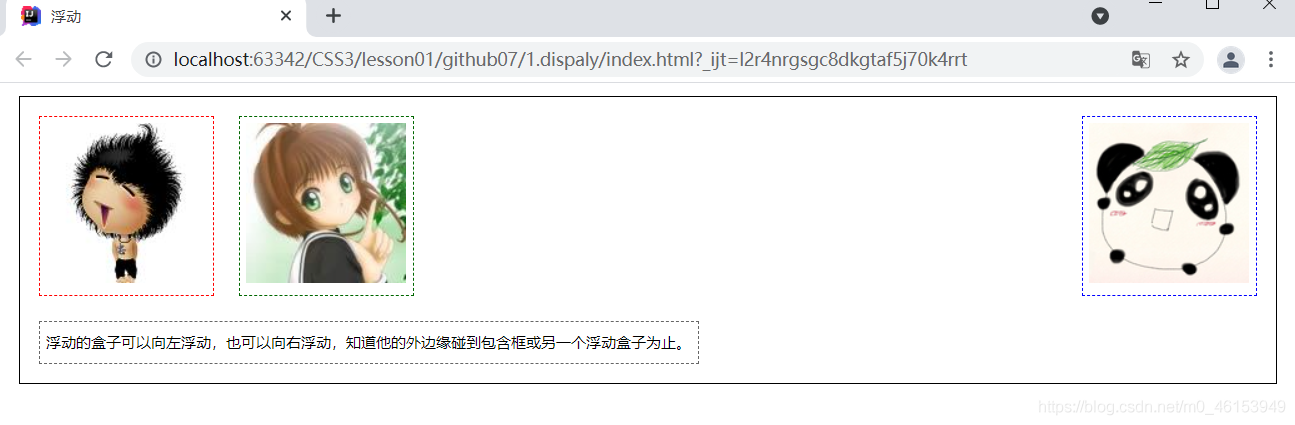 浮动
localhost:63342/CSS3/lesson01/github07/1.dispaly/index.html?_ijt=l2r4nrgsgc8dkgtaf5j70k4rrt
浮动的盒子可以向左浮动，也可以向右浮动，知道他的外边缘碰到包含框或另一个浮动盒子为止。
https://blog.csdn.net/m0_46153949